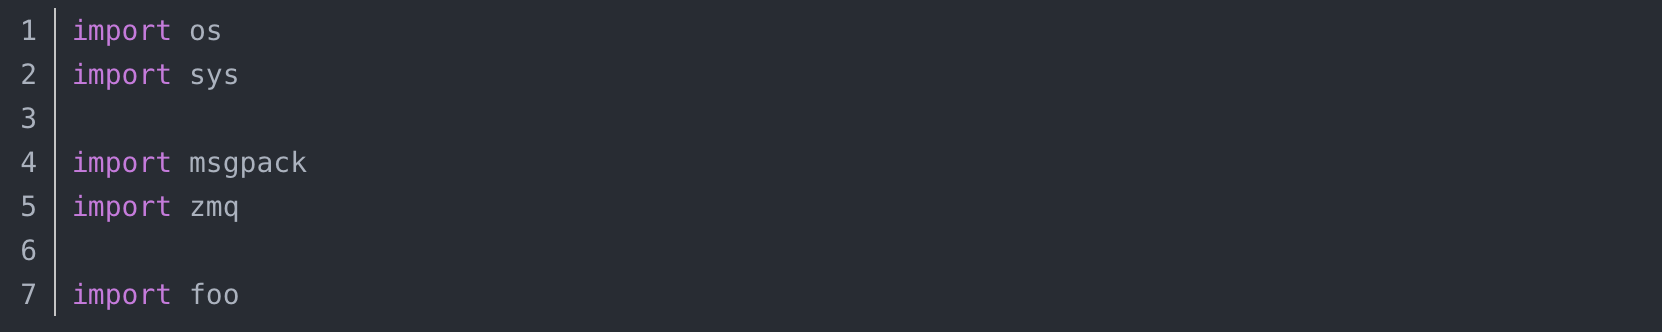 1 import os
2 import sys
3
4 import msgpack
5 import zmq
6
7 import foo